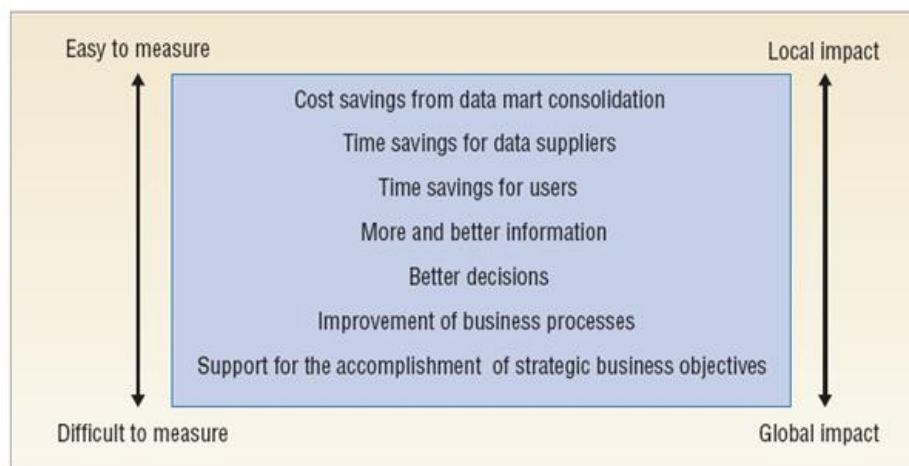 Easy to measure
Local impact
Cost savings from data mart consolidation
Time savings for data suppliers
Time savings for users
More and better information
Better decisions
Improvement of business processes
Support for the accomplishment of strategic business objectives
Difficult to measure
Global impact